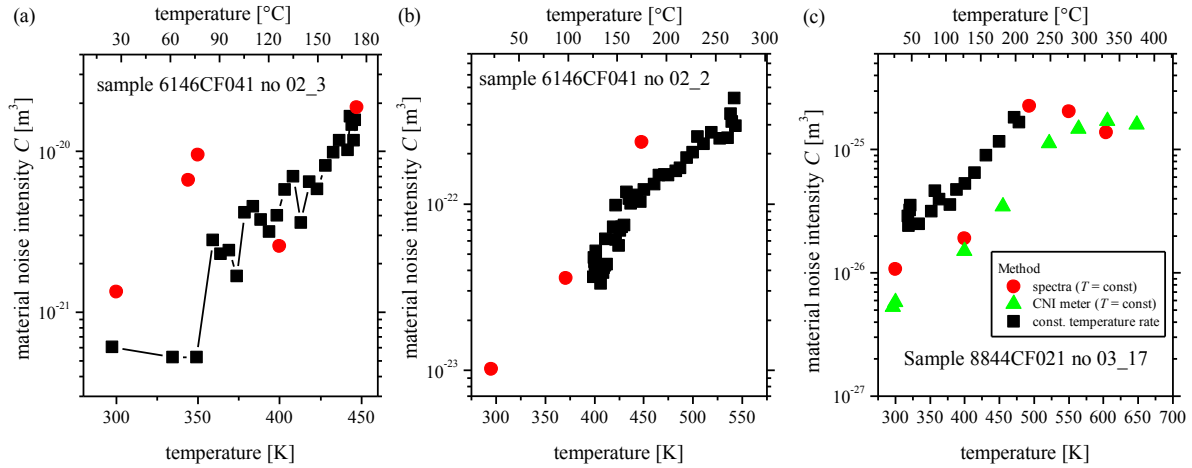 (a)
temperature [°C]
30 60 90 120 150 180
sample 6146CF041 no 02_3
material noise intensity C [m³]
10⁻²⁰
10⁻²¹
300 350 400 450
temperature [K]
(b)
temperature [°C]
50 100 150 200 250 300
sample 6146CF041 no 02_2
material noise intensity C [m³]
10⁻²²
10⁻²³
300 350 400 450 500 550
temperature [K]
(c)
temperature [°C]
50 100 150 200 250 300 350 400
material noise intensity C [m³]
10⁻²⁵
10⁻²⁶
10⁻²⁷
Method
spectra (T = const)
CNI meter (T = const)
const. temperature rate
Sample 8844CF021 no 03_17
300 350 400 450 500 550 600 650 700
temperature [K]